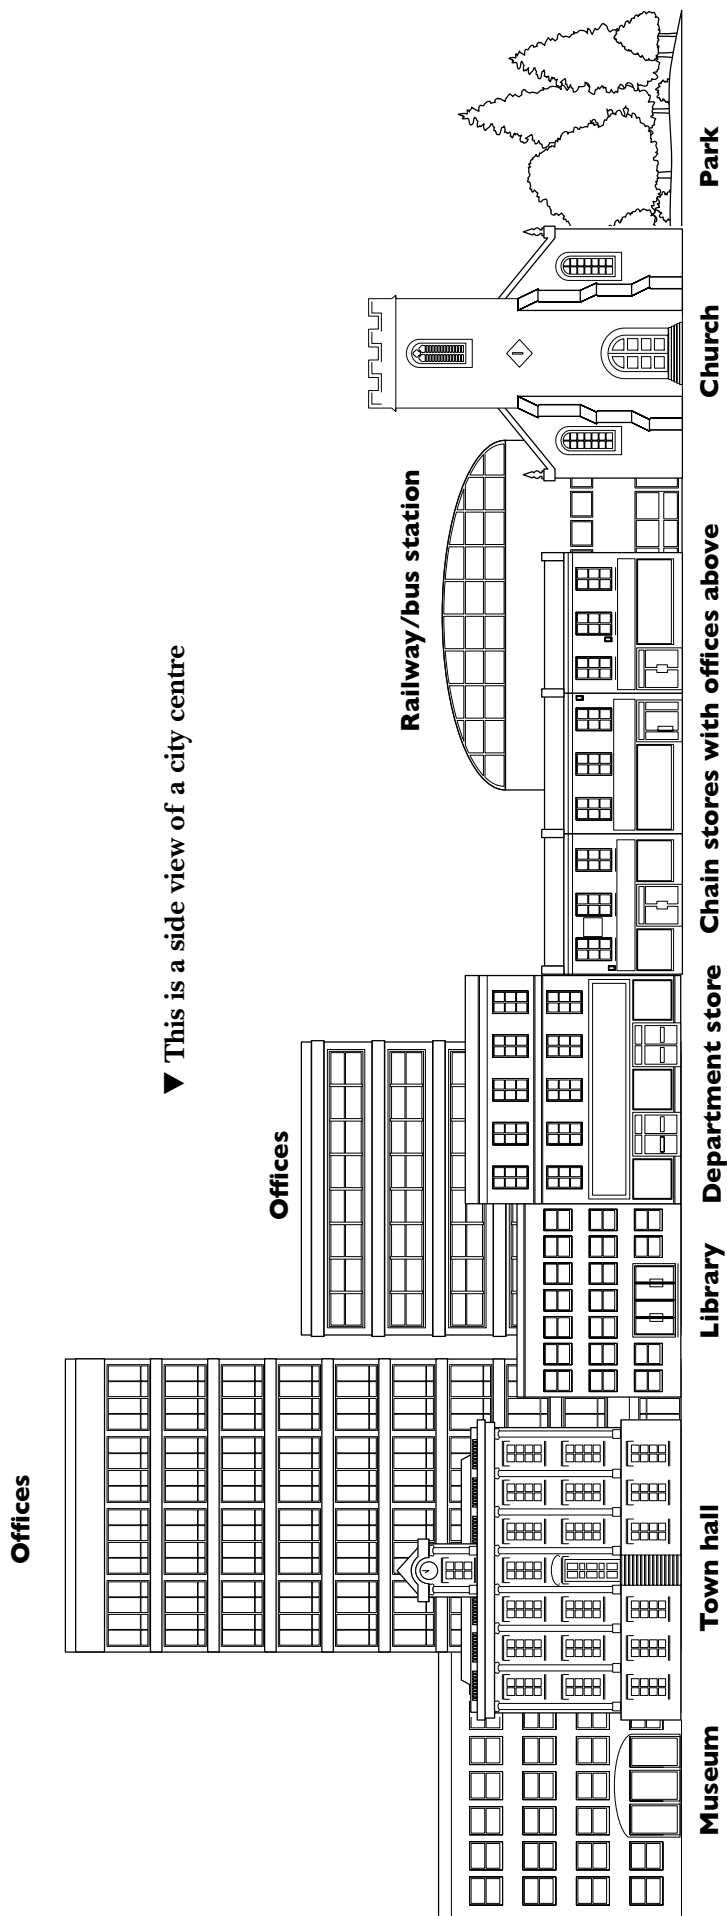 ▼ This is a side view of a city centre
Offices
Offices
Railway/bus station
Museum
Town hall
Library
Department store
Chain stores with offices above
Church
Park